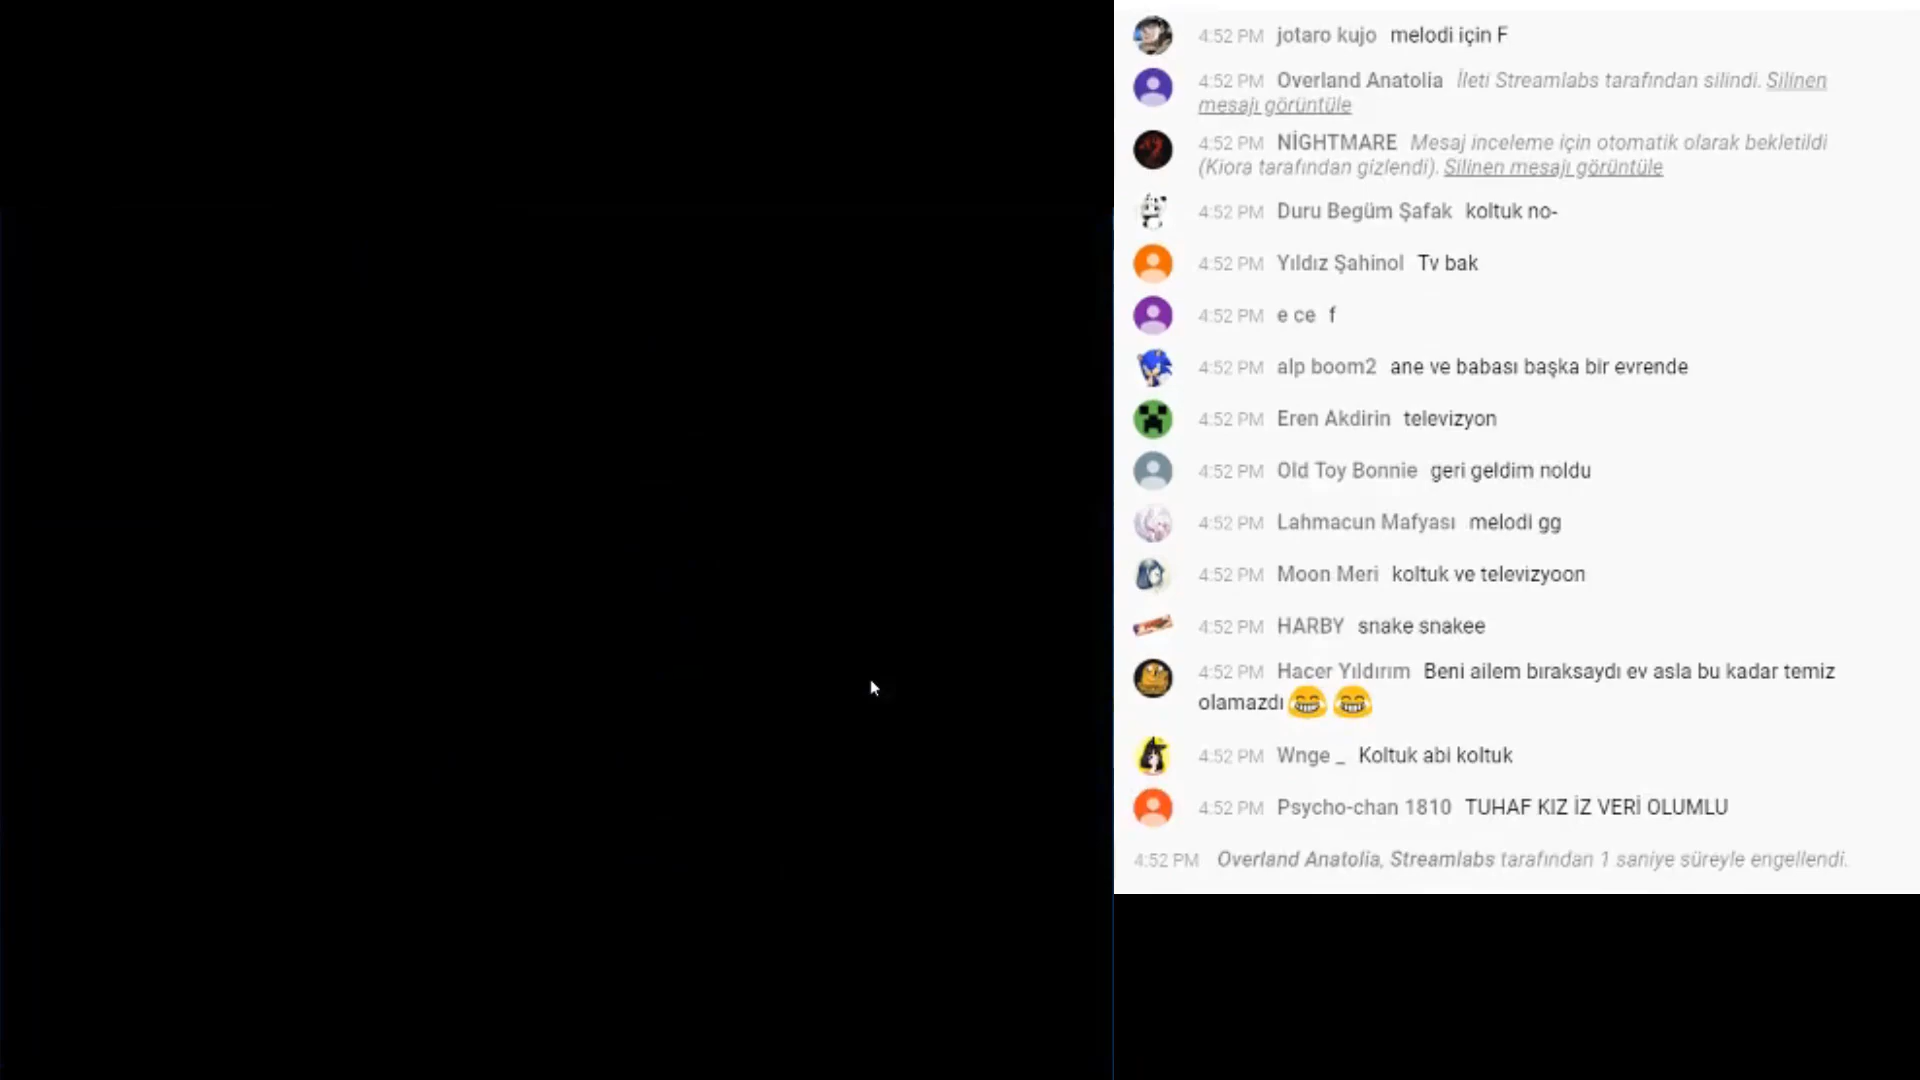 4:52 PM jotaro kujo melodi için F
4:52 PM Overland Anatolia İleti Streamlabs tarafından silindi. Silinen
mesajı görüntüle
4:52 PM NİGHTMARE Mesaj inceleme için otomatik olarak bekletildi
(Kiora tarafından gizlendi). Silinen mesajı görüntüle
4:52 PM Duru Begüm Şafak koltuk no-
4:52 PM Yıldız Şahinol Tv bak
4:52 PM e ce f
4:52 PM alp boom2 ane ve babası başka bir evrende
4:52 PM Eren Akdirin televizyon
4:52 PM Old Toy Bonnie geri geldim noldu
4:52 PM Lahmacun Mafyası melodi gg
4:52 PM Moon Meri koltuk ve televizyoon
4:52 PM HARBY snake snakee
4:52 PM Hacer Yıldırım Beni ailem bıraksaydı ev asla bu kadar temiz
olamazdı😂😂
4:52 PM Wnge _ Koltuk abi koltuk
4:52 PM Psycho-chan 1810 TUHAF KIZ İZ VERİ OLUMLU
4:52 PM Overland Anatolia, Streamlabs tarafından 1 saniye süreyle engellendi.